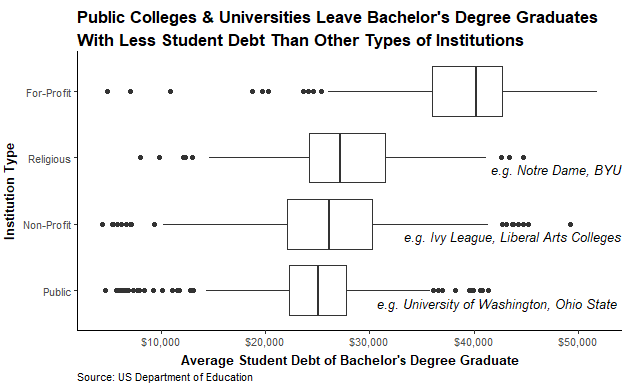 Public Colleges & Universities Leave Bachelor's Degree Graduates
With Less Student Debt Than Other Types of Institutions
Institution Type
For-Profit
Religious
e.g. Notre Dame, BYU
Non-Profit
e.g. Ivy League, Liberal Arts Colleges
Public
e.g. University of Washington, Ohio State
$10,000 $20,000 $30,000 $40,000 $50,000
Average Student Debt of Bachelor's Degree Graduate
Source: US Department of Education